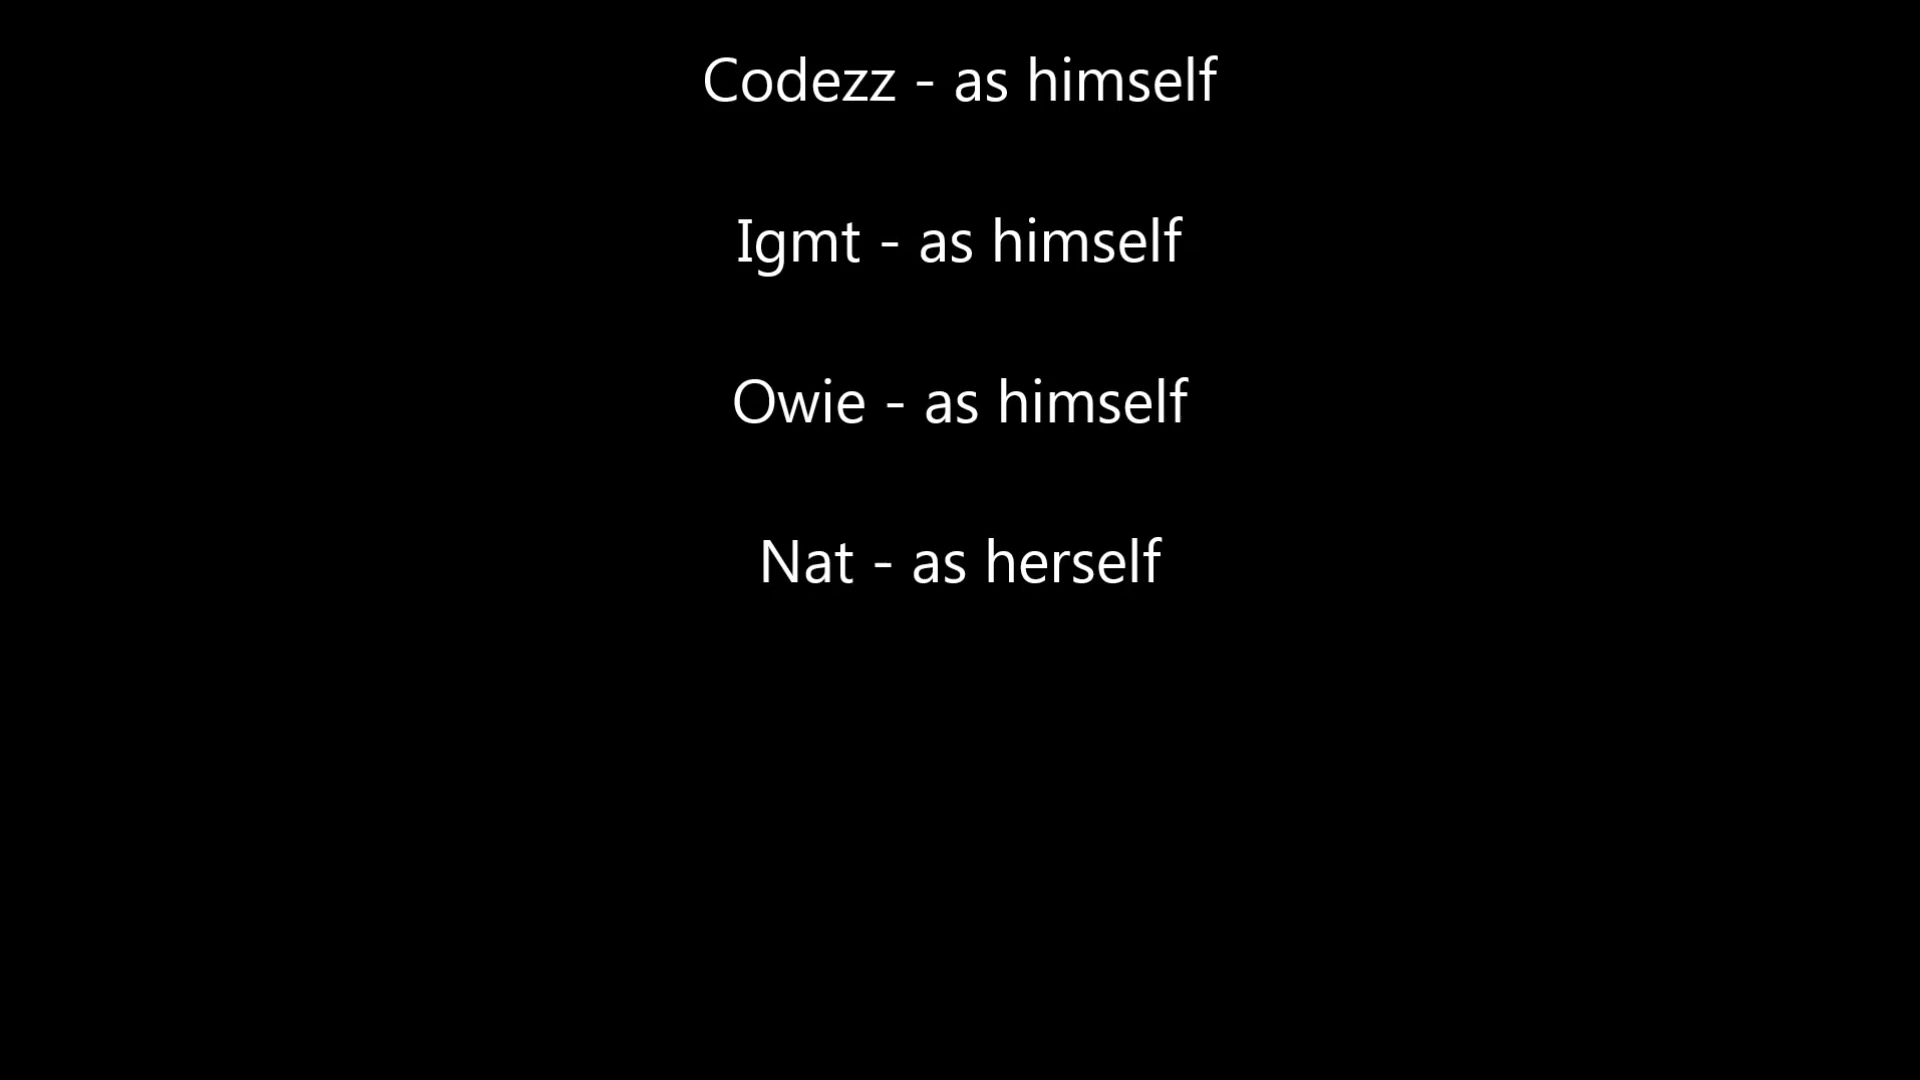 Codezz - as himself
Igmt - as himself
Owie - as himself
Nat - as herself